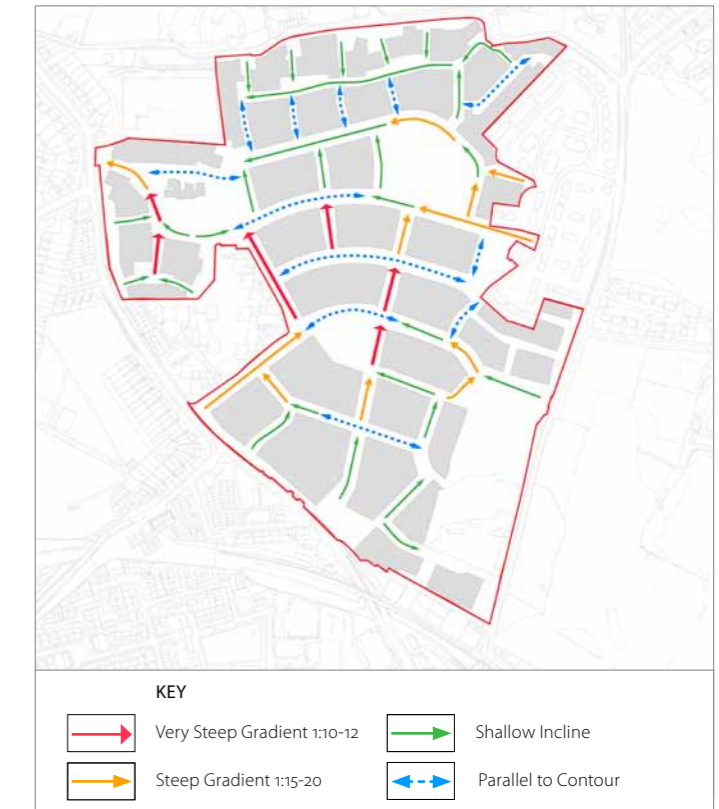 KEY
Very Steep Gradient 1:10-12
Shallow Incline
Steep Gradient 1:15-20
Parallel to Contour